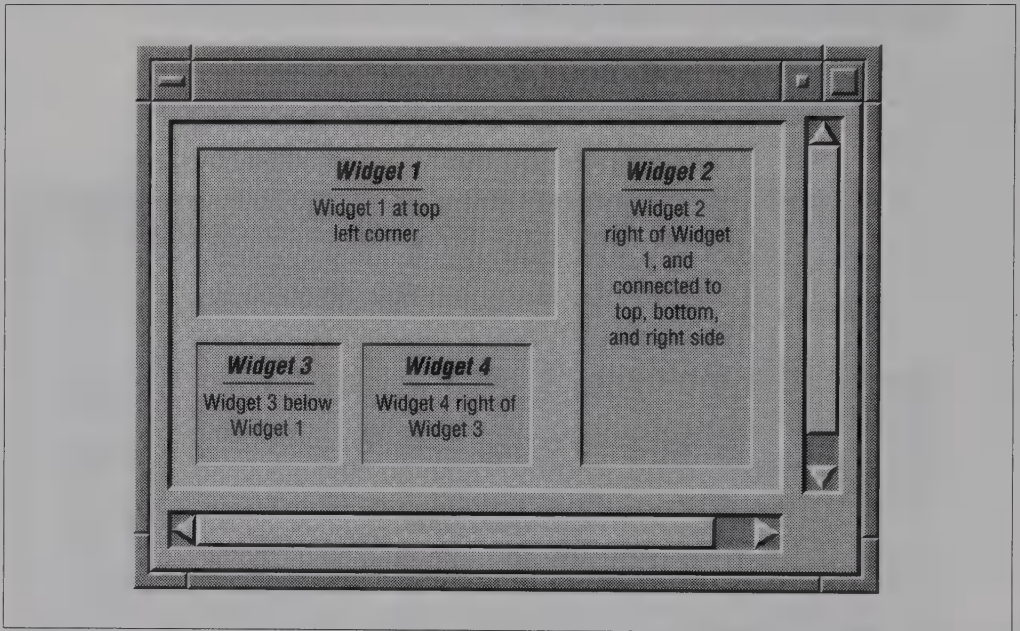 Widget 1
Widget 1 at top
left corner
Widget 2
Widget 2
right of Widget
1, and
connected to
top, bottom,
and right side
Widget 3
Widget 3 below
Widget 1
Widget 4
Widget 4 right of
Widget 3